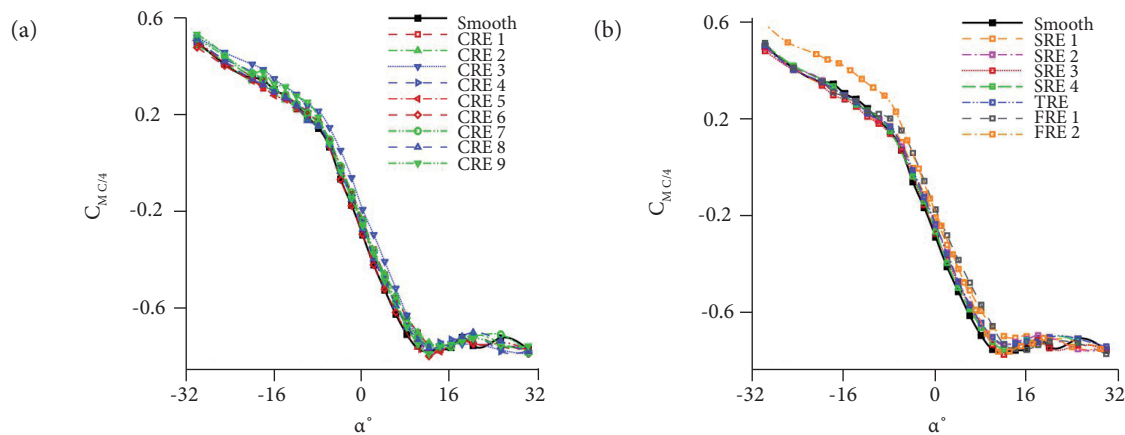 (a)
0.6
0.2
-0.2
-0.6
C_M C/4
-32
-16
0
16
32
α°
Smooth
CRE 1
CRE 2
CRE 3
CRE 4
CRE 5
CRE 6
CRE 7
CRE 8
CRE 9
(b)
0.6
0.2
-0.2
-0.6
C_M C/4
-32
-16
0
16
32
α°
Smooth
SRE 1
SRE 2
SRE 3
SRE 4
TRE
FRE 1
FRE 2